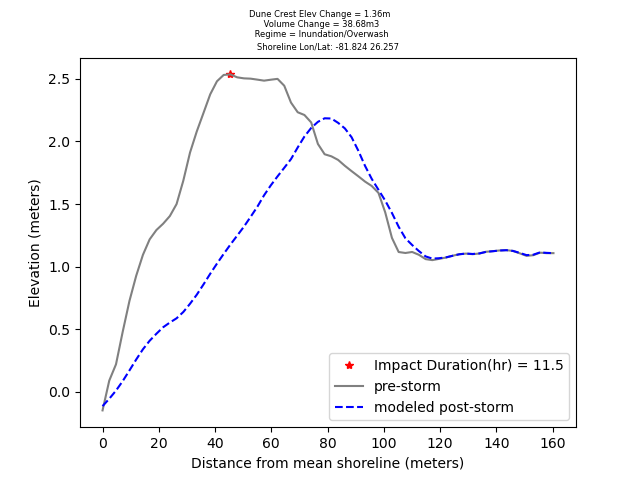 Dune Crest Elev Change = 1.36m
Volume Change = 38.68m3
Regime = Inundation/Overwash
Shoreline Lon/Lat: -81.824 26.257
2.5
2.0
1.5
1.0
0.5
0.0
Elevation (meters)
Impact Duration(hr) = 11.5
pre-storm
modeled post-storm
0 20 40 60 80 100 120 140 160
Distance from mean shoreline (meters)